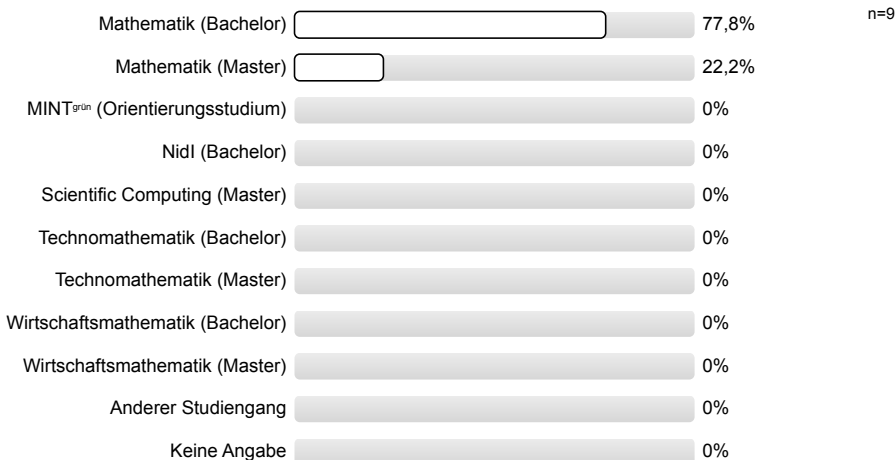 Mathematik (Bachelor) 77,8% n=9
Mathematik (Master) 22,2%
MINTgrün (Orientierungsstudium) 0%
NidI (Bachelor) 0%
Scientific Computing (Master) 0%
Technomathematik (Bachelor) 0%
Technomathematik (Master) 0%
Wirtschaftsmathematik (Bachelor) 0%
Wirtschaftsmathematik (Master) 0%
Anderer Studiengang 0%
Keine Angabe 0%